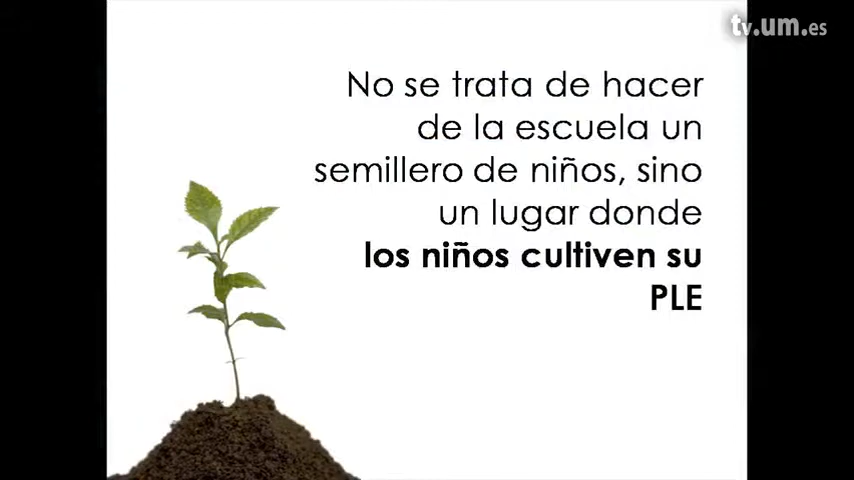 tv.um.es
No se trata de hacer
de la escuela un
semillero de niños, sino
un lugar donde
los niños cultiven su
PLE